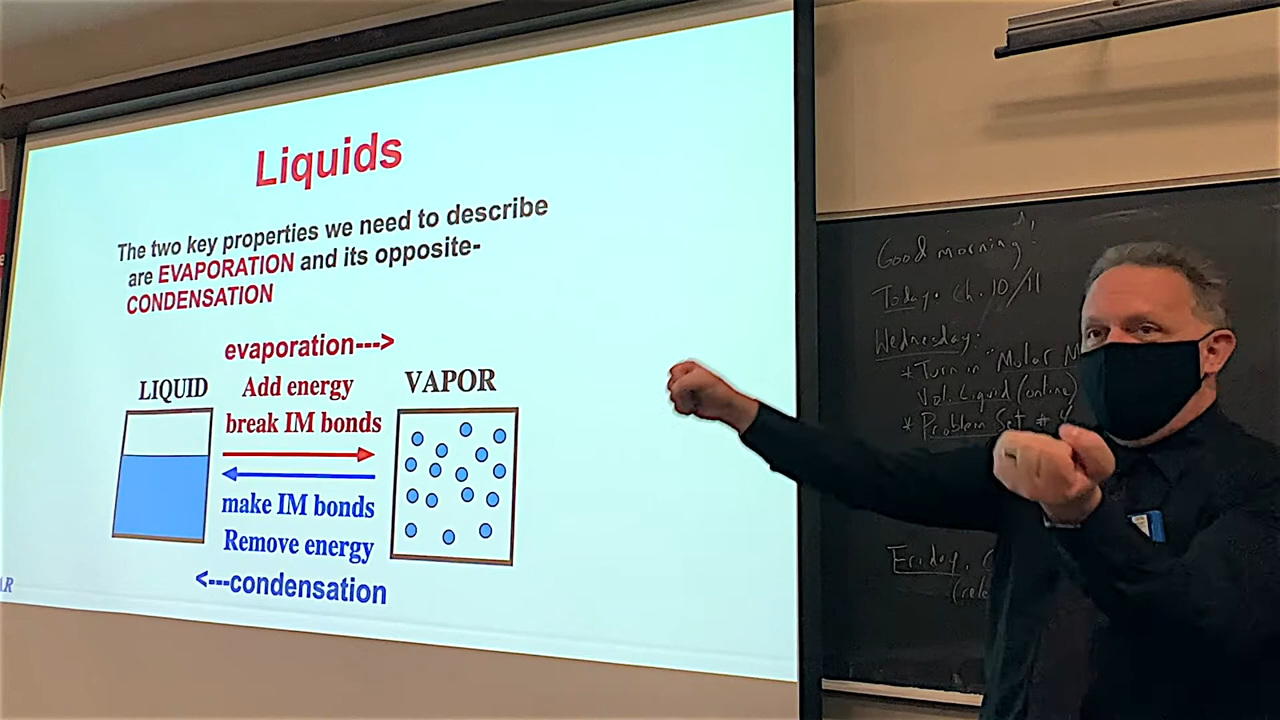 Liquids
The two key properties we need to describe
are EVAPORATION and its opposite-
CONDENSATION
evaporation--->
LIQUID
Add energy
VAPOR
break IM bonds
make IM bonds
Remove energy
<---condensation
Good morning!
Today: Ch. 10/11
Wednesday:
*Turn in "Molar
Vol. Liquid (online)
* Problem Set #4
Friday,